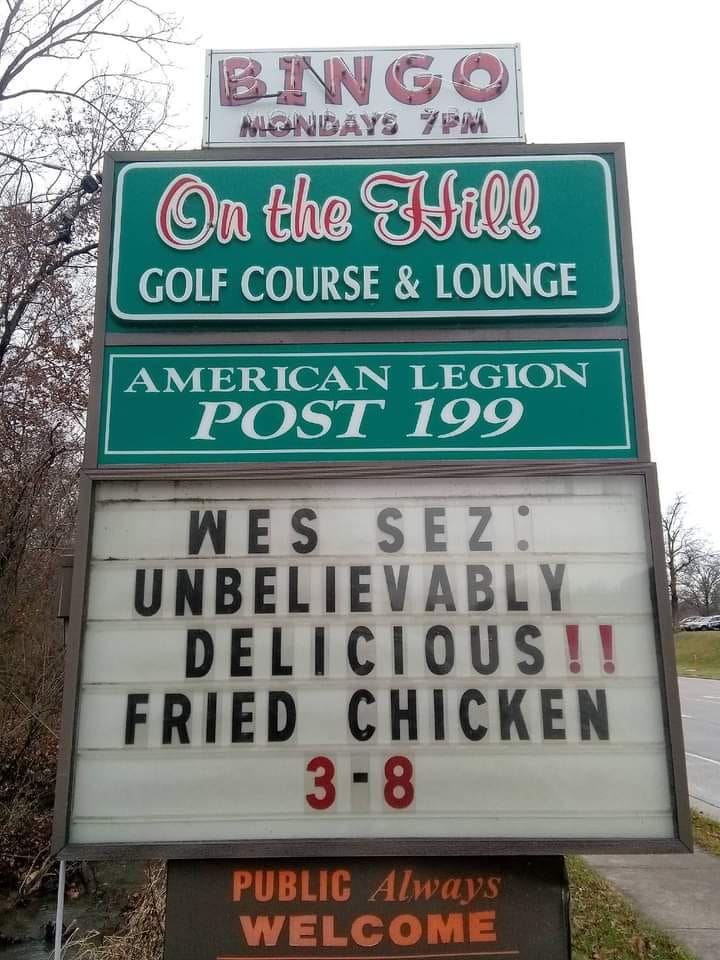 BINGO
MONDAYS 7PM
On the Hill
GOLF COURSE & LOUNGE
AMERICAN LEGION
POST 199
WES SEZ:
UNBELIEVABLY
DELICIOUS!!
FRIED CHICKEN
3-8
PUBLIC Always
WELCOME